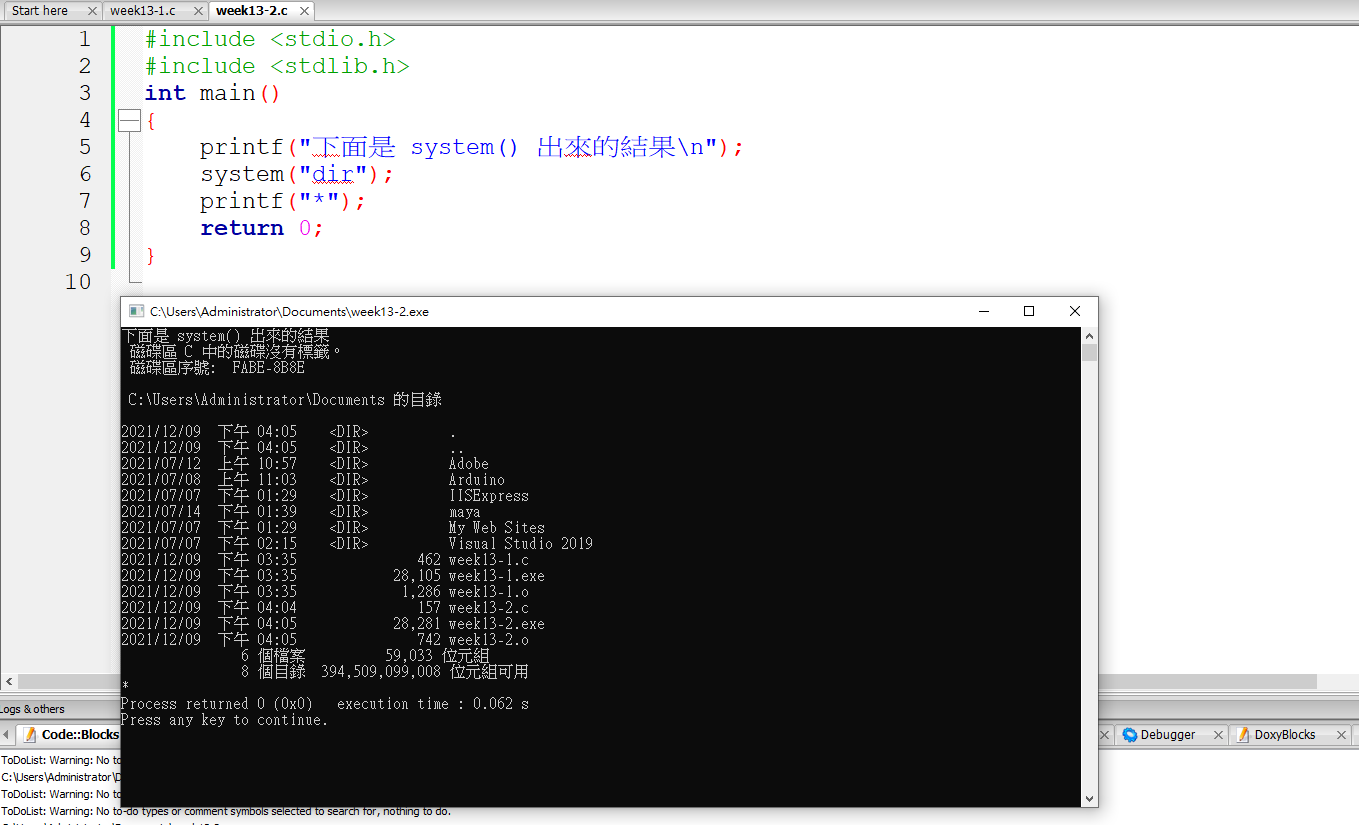 Start here week13-1.c week13-2.c
1 #include <stdio.h>
2 #include <stdlib.h>
3 int main()
4 {
5 printf("下面是 system() 出來的結果\n");
6 system("dir");
7 printf("*");
8 return 0;
9 }
10
C:\Users\Administrator\Documents\week13-2.exe
下面是 system() 出來的結果
磁碟區 C 中的磁碟沒有標籤。
磁碟區序號: FABE-8B8E
C:\Users\Administrator\Documents 的目錄
2021/12/09 下午 04:05 <DIR> .
2021/12/09 下午 04:05 <DIR> ..
2021/07/12 上午 10:57 <DIR> Adobe
2021/07/08 上午 11:03 <DIR> Arduino
2021/07/07 下午 01:29 <DIR> IISExpress
2021/07/14 下午 01:39 <DIR> maya
2021/07/07 下午 01:29 <DIR> My Web Sites
2021/07/07 下午 02:15 <DIR> Visual Studio 2019
2021/12/09 下午 03:35 462 week13-1.c
2021/12/09 下午 03:35 28,105 week13-1.exe
2021/12/09 下午 03:35 1,286 week13-1.o
2021/12/09 下午 04:04 157 week13-2.c
2021/12/09 下午 04:05 28,281 week13-2.exe
2021/12/09 下午 04:05 742 week13-2.o
6 個檔案 59,033 位元組
8 個目錄 394,509,099,008 位元組可用
*
Process returned 0 (0x0) execution time : 0.062 s
Press any key to continue.
Logs & others
Code::Blocks Debugger DoxyBlocks
ToDoList: Warning: No to
C:\Users\Administrator\D
ToDoList: Warning: No to
ToDoList: Warning: No to-do types or comment symbols selected to search for, nothing to do.